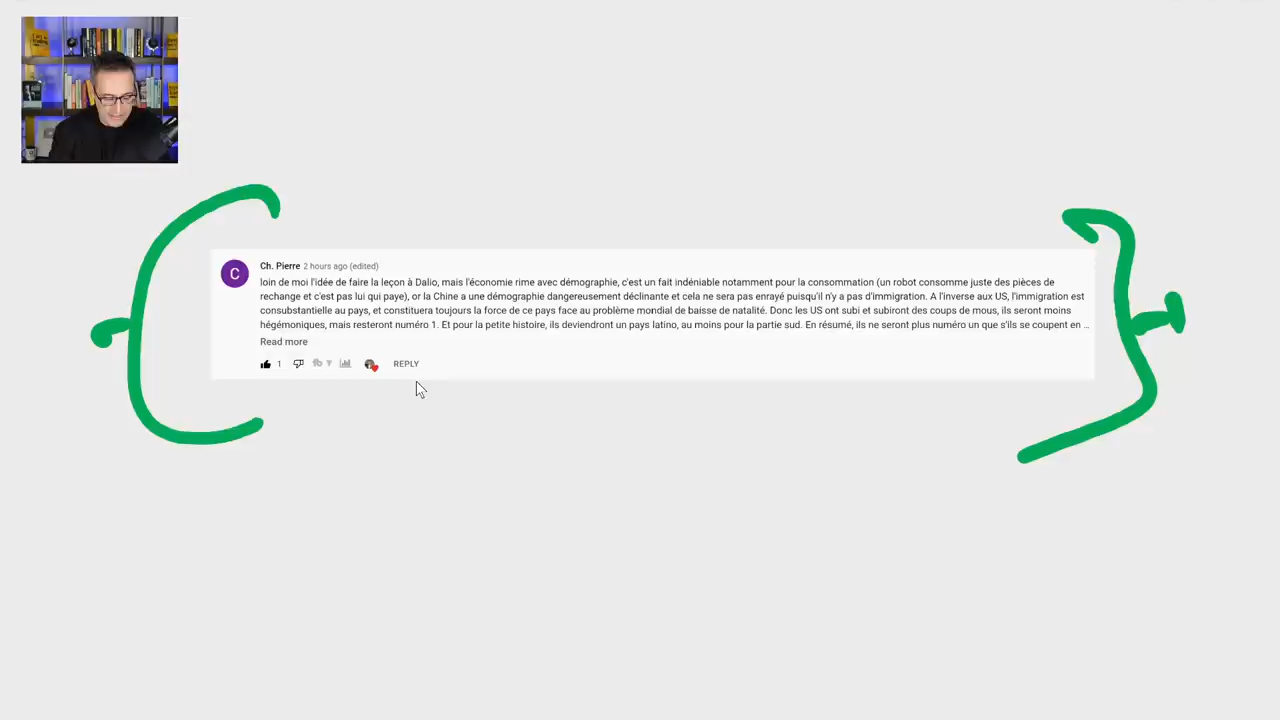 C
Ch. Pierre 2 hours ago (edited)
loin de moi l'idée de faire la leçon à Dalio, mais l'économie rime avec démographie, c'est un fait indéniable notamment pour la consommation (un robot consomme juste des pièces de
rechange et c'est pas lui qui paye), or la Chine a une démographie dangereusement déclinante et cela ne sera pas enrayé puisqu'il n'y a pas d'immigration. A l'inverse aux US, l'immigration est
consubstantielle au pays, et constituera toujours la force de ce pays face au problème mondial de baisse de natalité. Donc les US ont subi et subiront des coups de mous, ils seront moins
hégémoniques, mais resteront numéro 1. Et pour la petite histoire, ils deviendront un pays latino, au moins pour la partie sud. En résumé, ils ne seront plus numéro un que s'ils se coupent en ...
Read more
1 REPLY